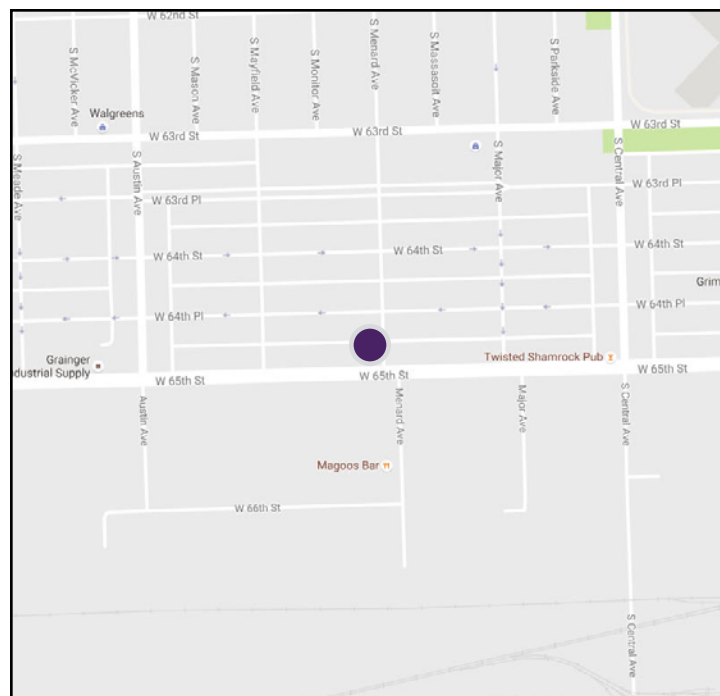 W 62nd St
S McVicker Ave
S Mason Ave
S Mayfield Ave
S Monitor Ave
S Menard Ave
S Massasoit Ave
S Parkside Ave
Walgreens
W 63rd St
W 63rd St
W 63rd St
S Meade Ave
S Austin Ave
S Major Ave
S Central Ave
W 63rd Pl
W 63rd Pl
W 64th St
W 64th St
W 64th St
Grim
W 64th Pl
W 64th Pl
Grainger
ndustrial Supply
Twisted Shamrock Pub
W 65th St
W 65th St
W 65th St
Austin Ave
Menard Ave
Major Ave
S Central Ave
Magoos Bar
W 66th St
S Central Ave